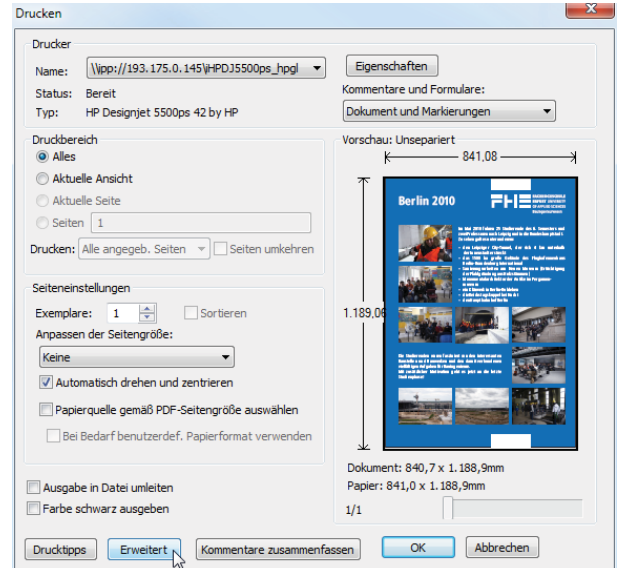 Drucken
Drucker
Name: \\ipp://193.175.0.145\HPDJ5500ps_hpgl
Eigenschaften
Status: Bereit
Kommentare und Formulare:
Typ: HP Designjet 5500ps 42 by HP
Dokument und Markierungen
Druckbereich
Alles
Aktuelle Ansicht
Aktuelle Seite
Seiten 1
Drucken: Alle angegeb. Seiten
Seiten umkehren
Seiteneinstellungen
Exemplare: 1
Sortieren
Anpassen der Seitengröße:
Keine
Automatisch drehen und zentrieren
Papierquelle gemäß PDF-Seitengröße auswählen
Bei Bedarf benutzerdef. Papierformat verwenden
Ausgabe in Datei umleiten
Farbe schwarz ausgeben
Vorschau: Unsepariert
841,08
Berlin 2010
FHE
1.189,06
Dokument: 840,7 x 1.188,9mm
Papier: 841,0 x 1.188,9mm
1/1
Drucktipps
Erweitert
Kommentare zusammenfassen
OK
Abbrechen